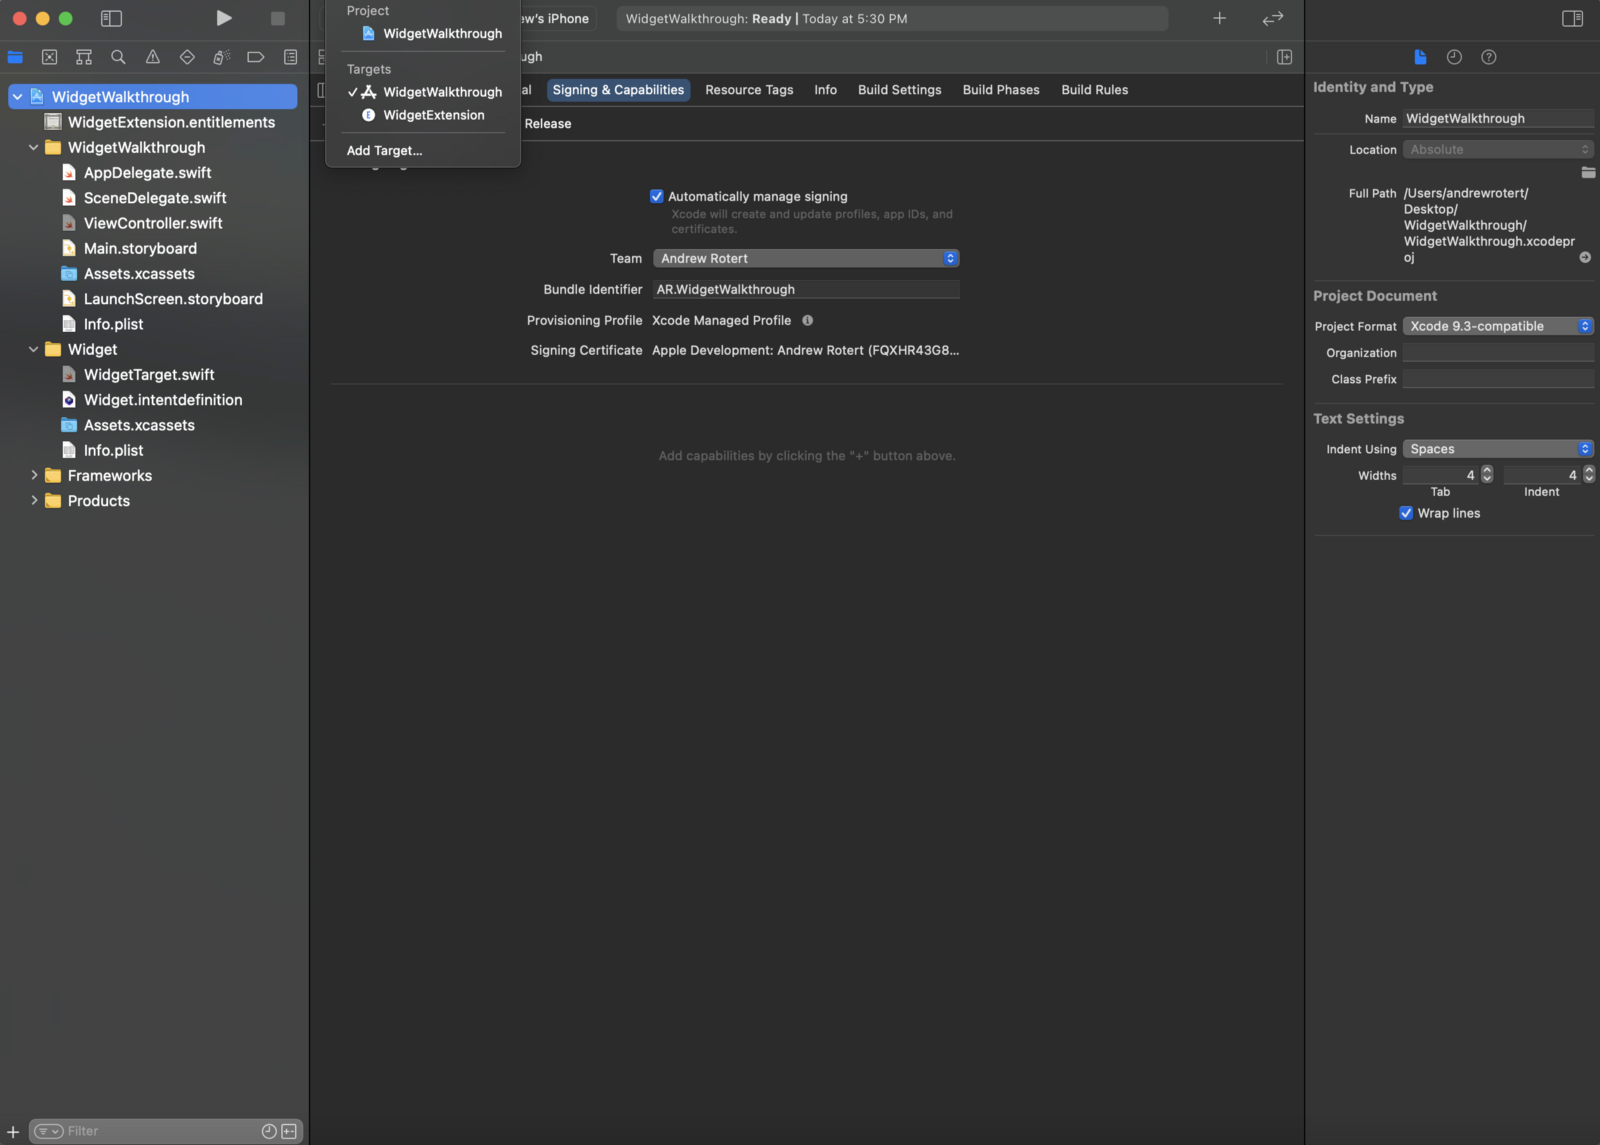 Project
WidgetWalkthrough
Targets
WidgetWalkthrough
WidgetExtension
Add Target...
ew's iPhone
WidgetWalkthrough: Ready | Today at 5:30 PM
ugh
al Signing & Capabilities Resource Tags Info Build Settings Build Phases Build Rules
Release
WidgetWalkthrough
WidgetExtension.entitlements
WidgetWalkthrough
AppDelegate.swift
SceneDelegate.swift
ViewController.swift
Main.storyboard
Assets.xcassets
LaunchScreen.storyboard
Info.plist
Widget
WidgetTarget.swift
Widget.intentdefinition
Assets.xcassets
Info.plist
Frameworks
Products
Filter
Automatically manage signing
Xcode will create and update profiles, app IDs, and
certificates.
Team Andrew Rotert
Bundle Identifier AR.WidgetWalkthrough
Provisioning Profile Xcode Managed Profile
Signing Certificate Apple Development: Andrew Rotert (FQXHR43G8...
Add capabilities by clicking the "+" button above.
Identity and Type
Name WidgetWalkthrough
Location Absolute
Full Path /Users/andrewrotert/
Desktop/
WidgetWalkthrough/
WidgetWalkthrough.xcodepr
oj
Project Document
Project Format Xcode 9.3-compatible
Organization
Class Prefix
Text Settings
Indent Using Spaces
Widths 4 4
Tab Indent
Wrap lines